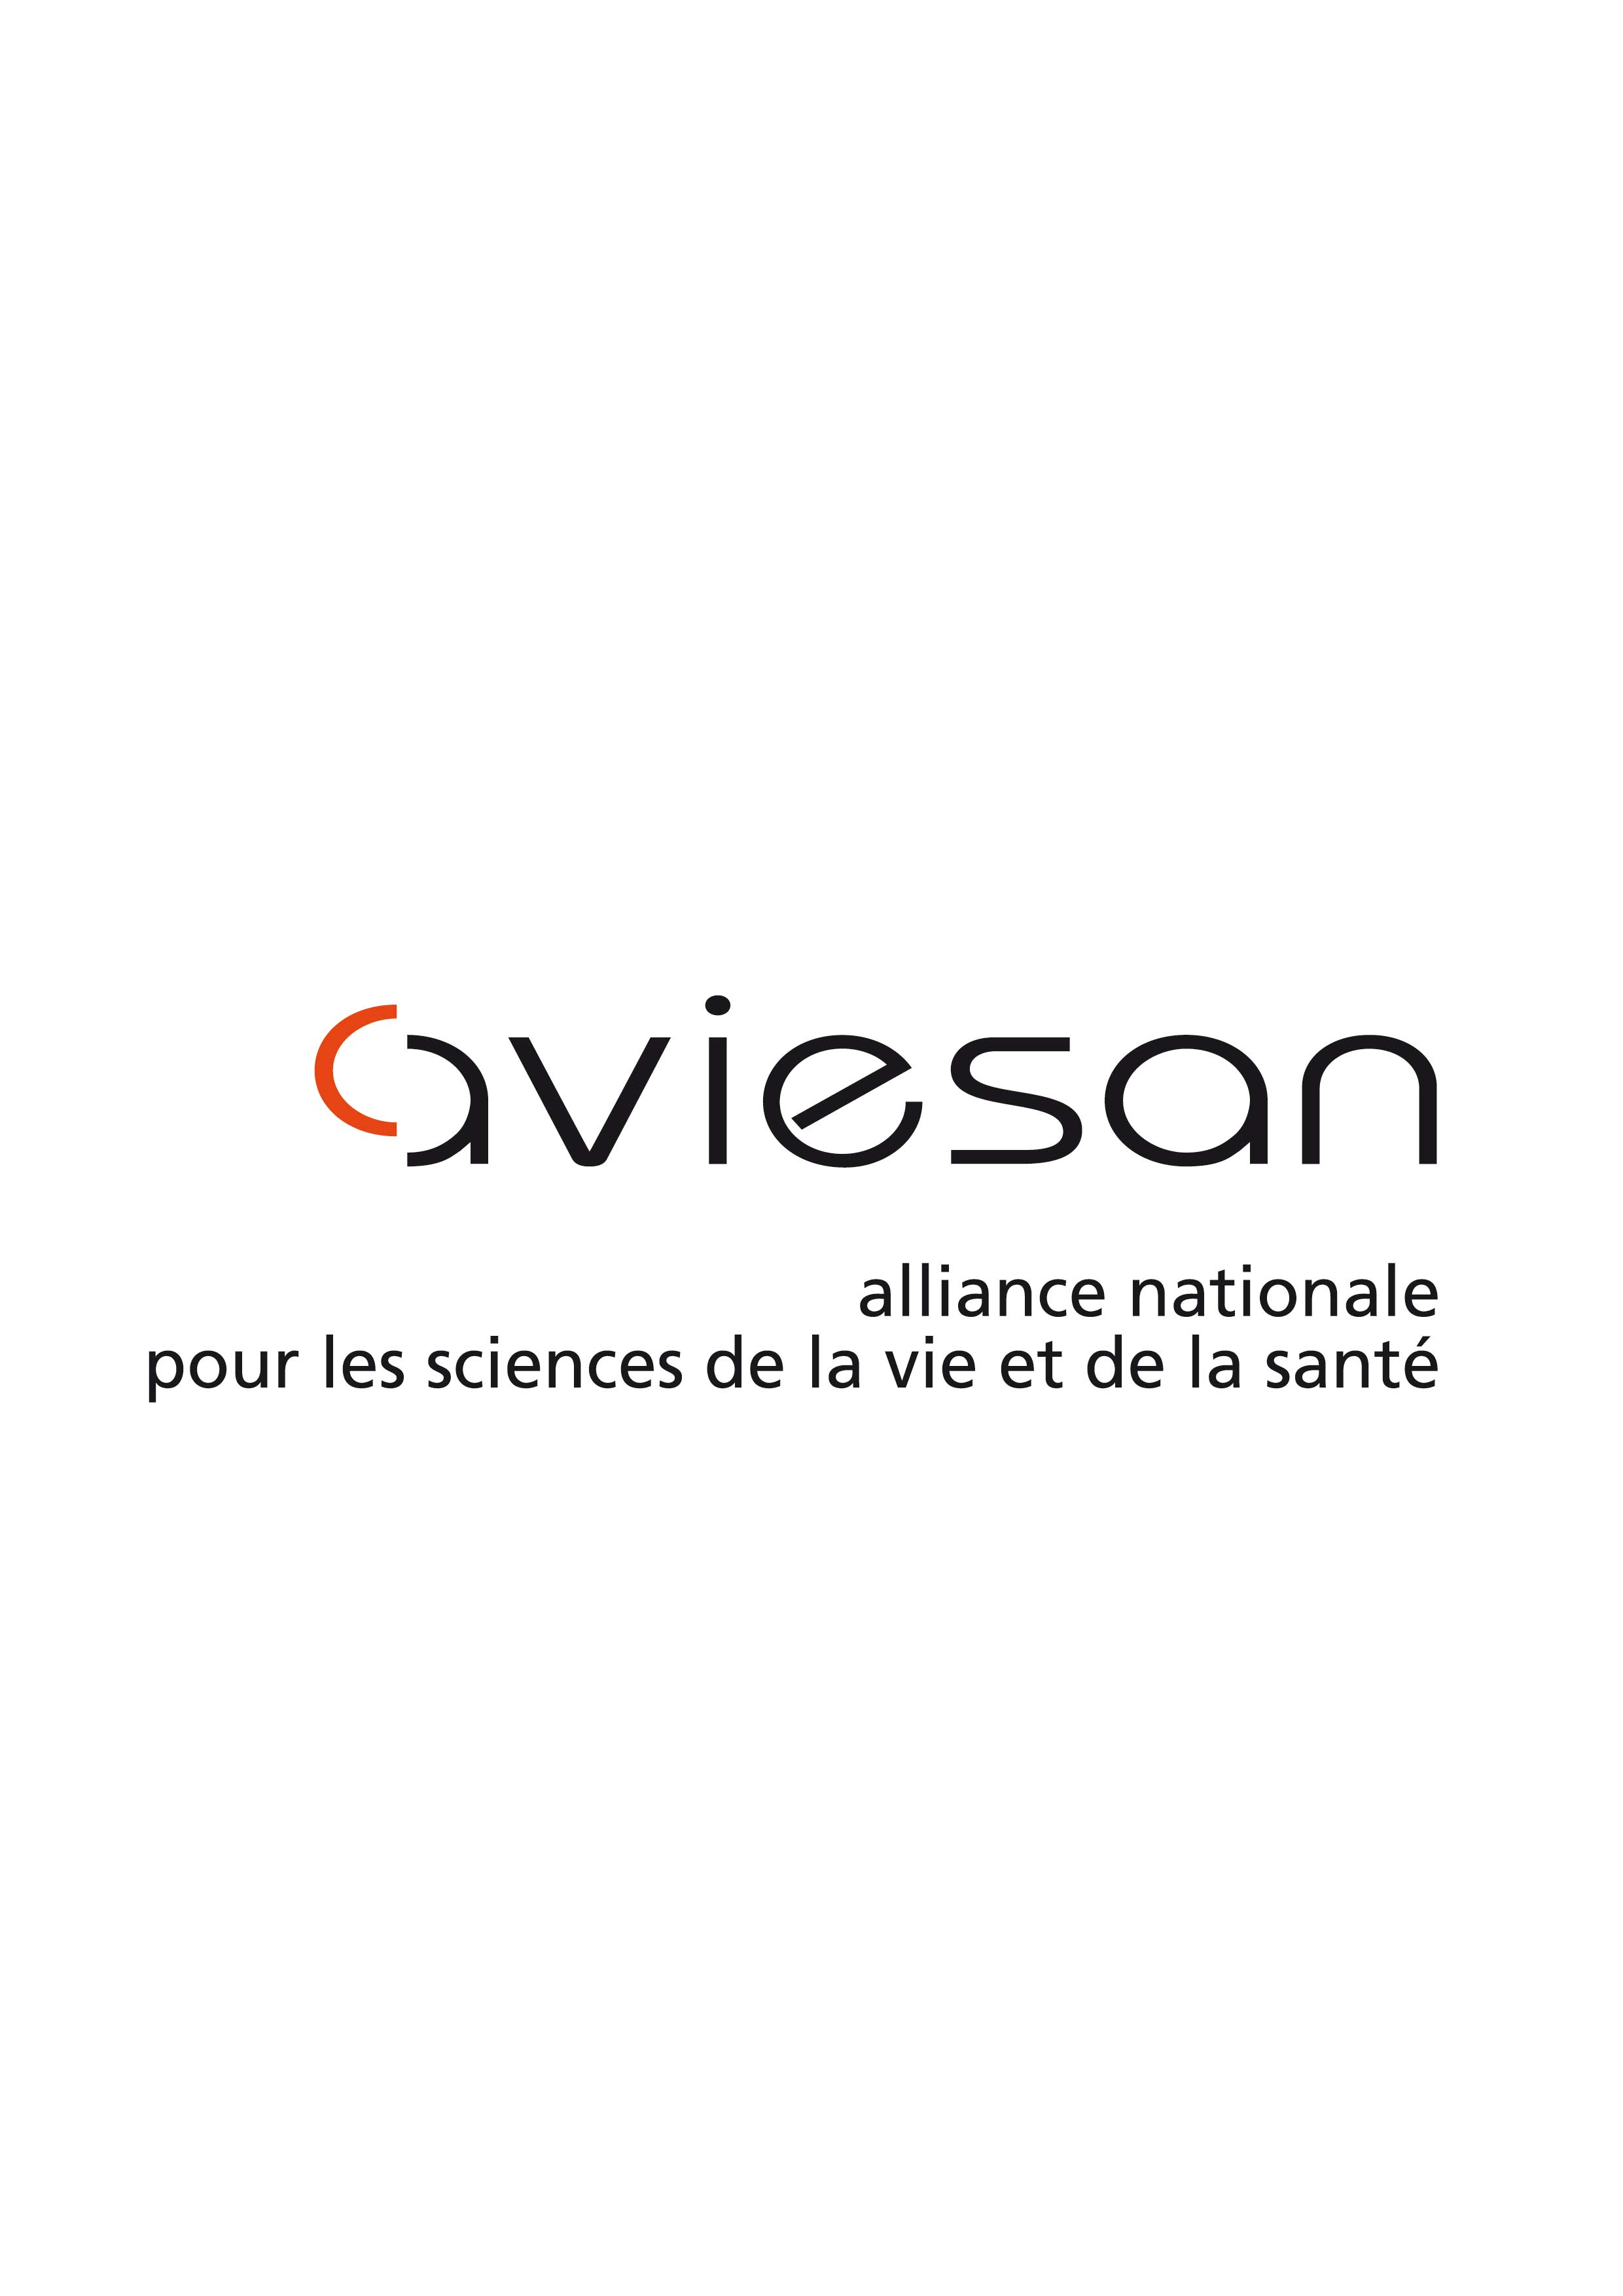 aviesan
alliance nationale
pour les sciences de la vie et de la santé